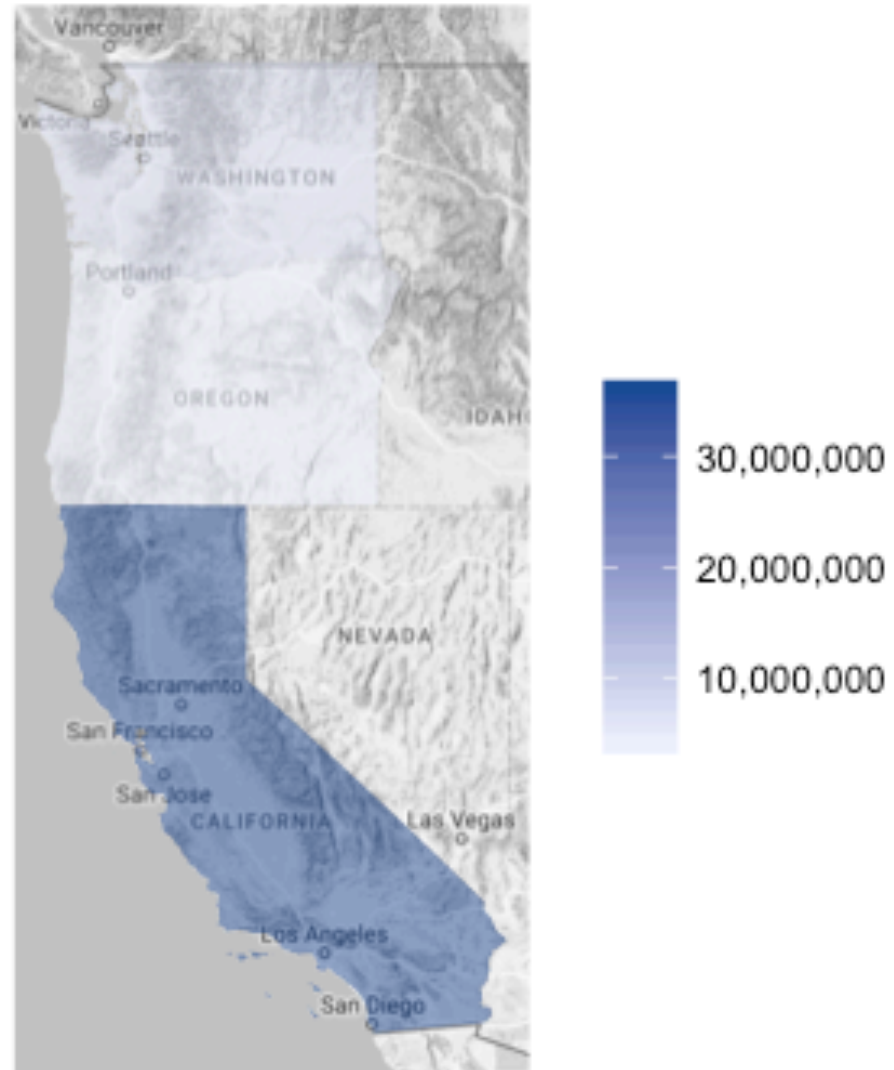 Vancouver
Victoria
Seattle
WASHINGTON
Portland
OREGON
IDAHO
30,000,000
20,000,000
NEVADA
10,000,000
Sacramento
San Francisco
San Jose
CALIFORNIA
Las Vegas
Los Angeles
San Diego